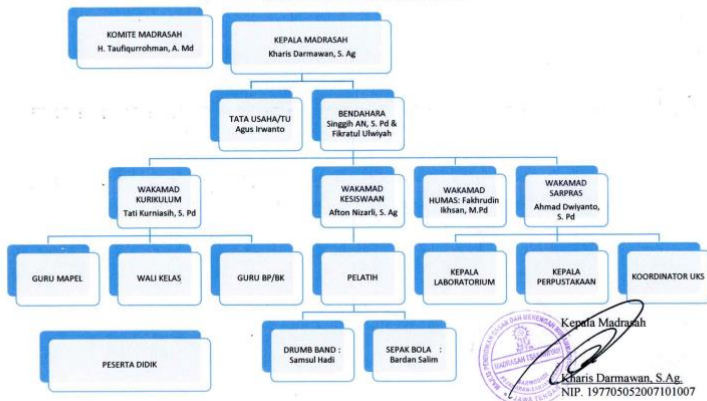 KOMITE MADRASAH
H. Taufiqurrohman, A. Md
KEPALA MADRASAH
Kharis Darmawan, S. Ag
TATA USAHA/TU
Agus Irwanto
BENDAHARA
Singgih AN, S. Pd &
Fikratul Ulwiyah
WAKAMAD
KURIKULUM
Tati Kurniasih, S. Pd
WAKAMAD
KESISWAAN
Afton Nizarli, S. Ag
WAKAMAD
HUMAS: Fakhrudin
Ikhsan, M.Pd
WAKAMAD
SARPRAS
Ahmad Dwiyanto,
S. Pd
GURU MAPEL
WALI KELAS
GURU BP/BK
PELATIH
KEPALA
LABORATORIUM
KEPALA
PERPUSTAKAAN
KOORDINATOR UKS
PESERTA DIDIK
DRUMB BAND :
Samsul Hadi
SEPAK BOLA :
Bardan Salim
Kepala Madrasah
MADRASAH
JAWA TENGAH
Kharis Darmawan, S.Ag.
NIP. 197705052007101007